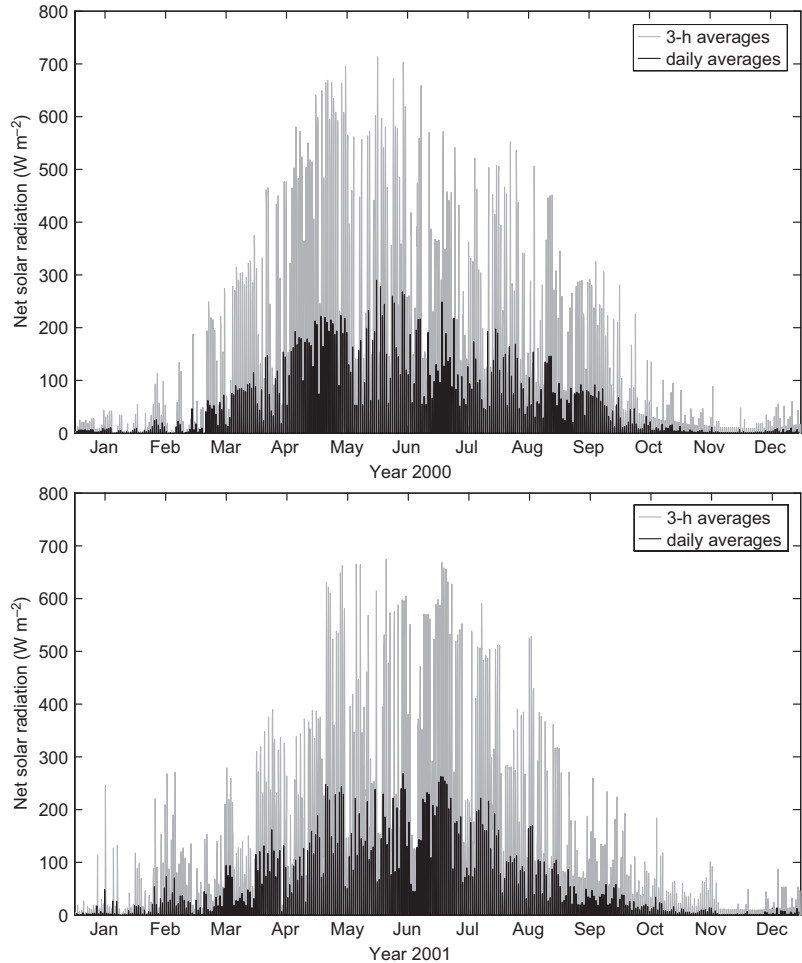 800
700
600
500
400
300
200
100
0
Net solar radiation (W m⁻²)
3-h averages
daily averages
Jan Feb Mar Apr May Jun Jul Aug Sep Oct Nov Dec
Year 2000
800
700
600
500
400
300
200
100
0
Net solar radiation (W m⁻²)
3-h averages
daily averages
Jan Feb Mar Apr May Jun Jul Aug Sep Oct Nov Dec
Year 2001